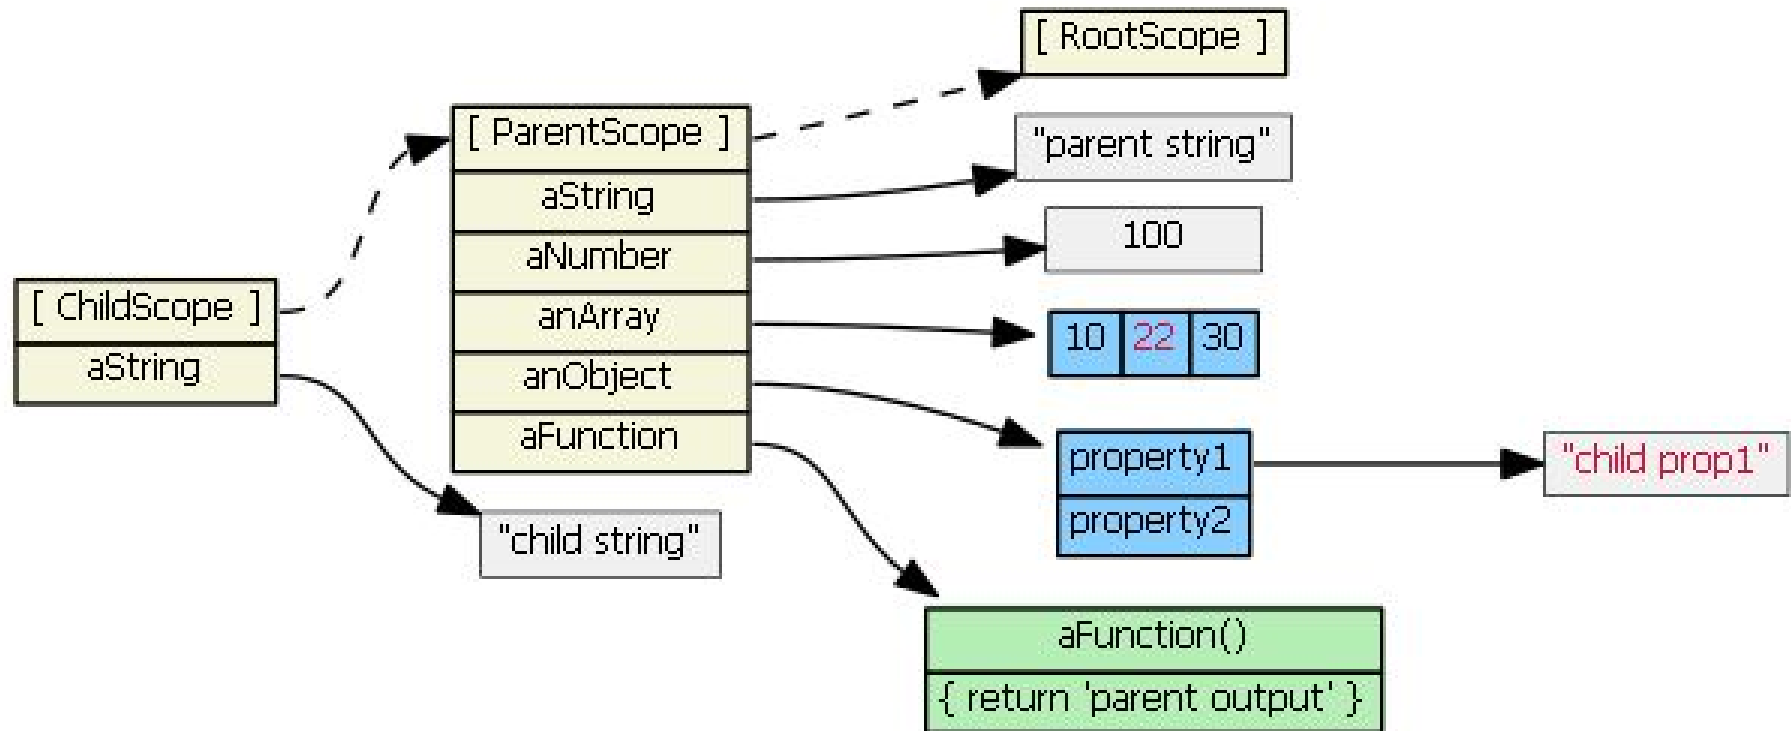 [ RootScope ]
[ ParentScope ]
"parent string"
aString
aNumber
100
[ ChildScope ]
anArray
10 22 30
aString
anObject
aFunction
property1
"child prop1"
property2
"child string"
aFunction()
{ return 'parent output' }